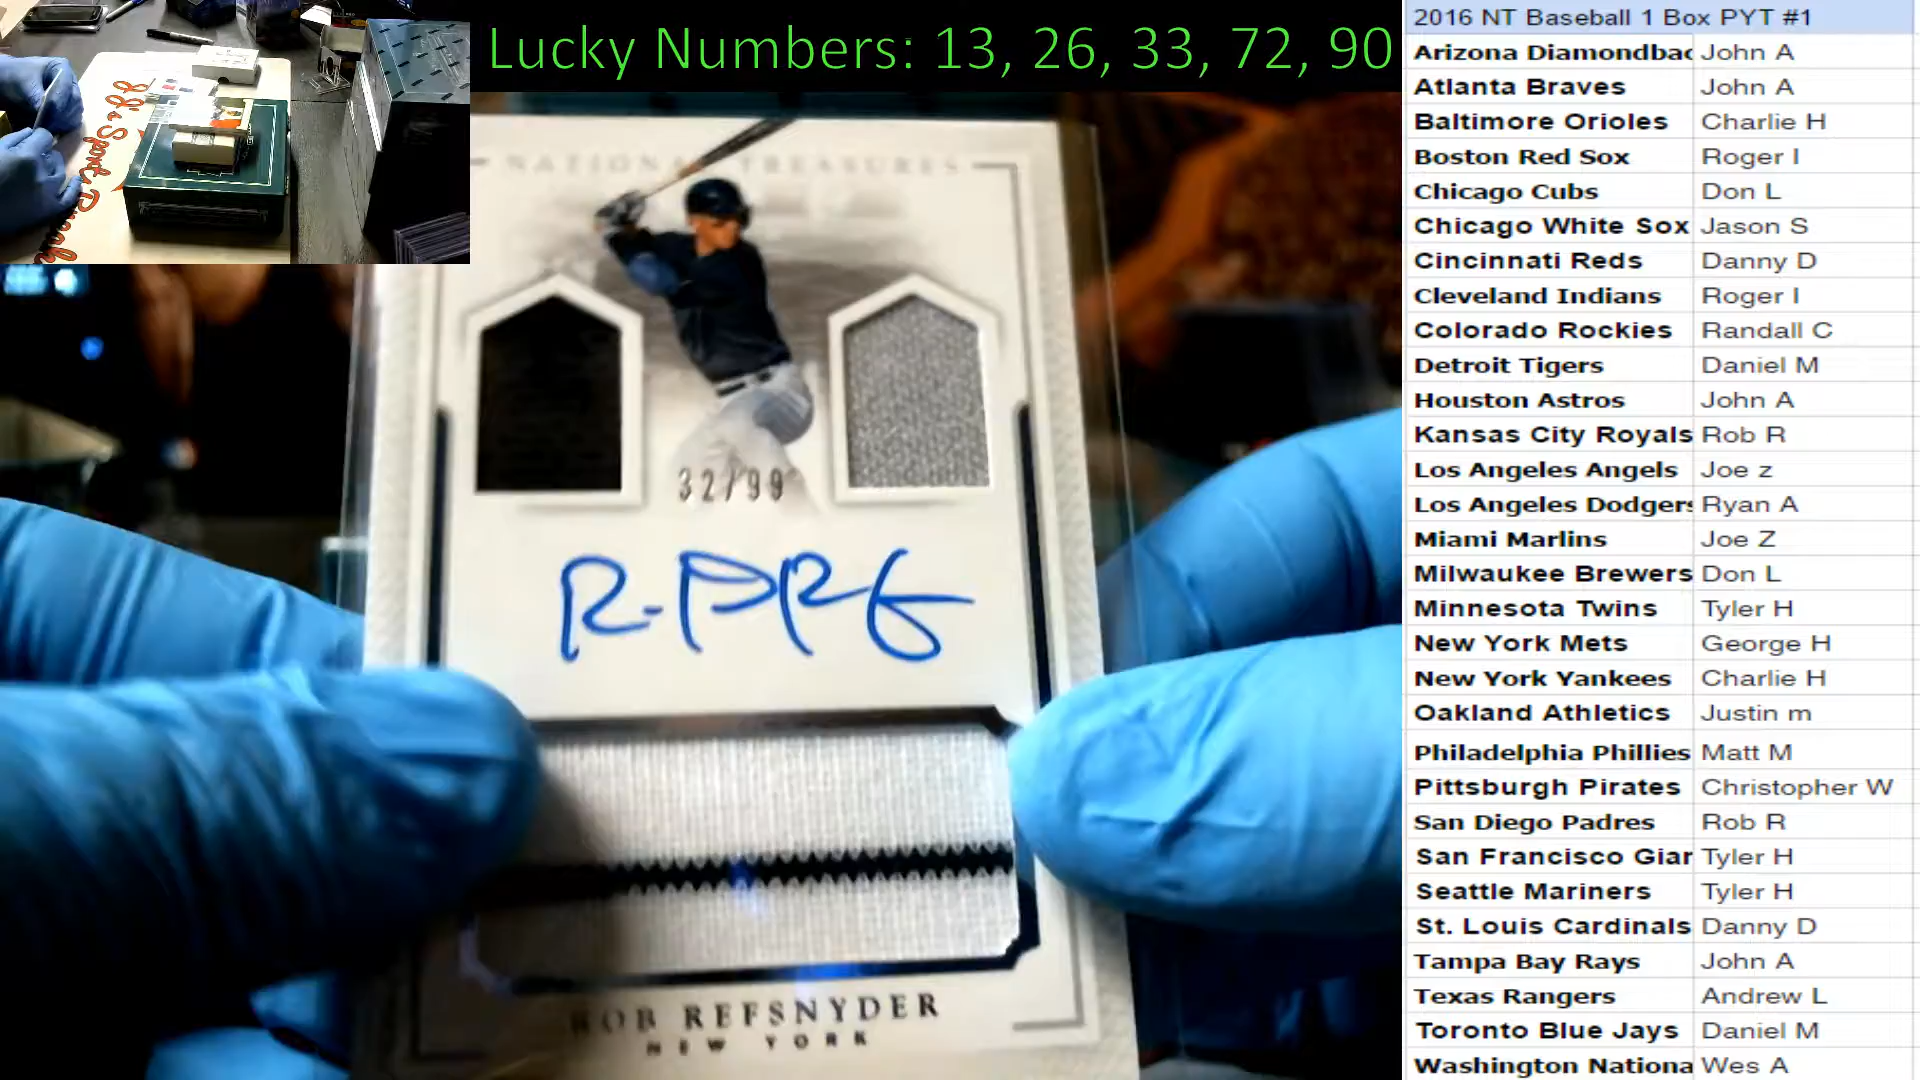 Lucky Numbers: 13, 26, 33, 72, 90
NATIONAL TREASURES
32/99
ROB REFSNYDER
NEW YORK
2016 NT Baseball 1 Box PYT #1
Arizona Diamondbac John A
Atlanta Braves John A
Baltimore Orioles Charlie H
Boston Red Sox Roger I
Chicago Cubs Don L
Chicago White Sox Jason S
Cincinnati Reds Danny D
Cleveland Indians Roger I
Colorado Rockies Randall C
Detroit Tigers Daniel M
Houston Astros John A
Kansas City Royals Rob R
Los Angeles Angels Joe z
Los Angeles Dodgers Ryan A
Miami Marlins Joe Z
Milwaukee Brewers Don L
Minnesota Twins Tyler H
New York Mets George H
New York Yankees Charlie H
Oakland Athletics Justin m
Philadelphia Phillies Matt M
Pittsburgh Pirates Christopher W
San Diego Padres Rob R
San Francisco Giar Tyler H
Seattle Mariners Tyler H
St. Louis Cardinals Danny D
Tampa Bay Rays John A
Texas Rangers Andrew L
Toronto Blue Jays Daniel M
Washington Nationa Wes A